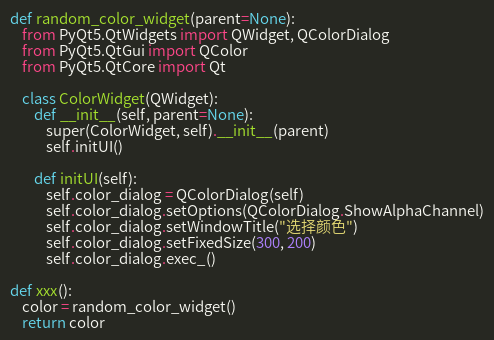 def random_color_widget(parent=None):
    from PyQt5.QtWidgets import QWidget, QColorDialog
    from PyQt5.QtGui import QColor
    from PyQt5.QtCore import Qt

    class ColorWidget(QWidget):
        def __init__(self, parent=None):
            super(ColorWidget, self).__init__(parent)
            self.initUI()

        def initUI(self):
            self.color_dialog = QColorDialog(self)
            self.color_dialog.setOptions(QColorDialog.ShowAlphaChannel)
            self.color_dialog.setWindowTitle("选择颜色")
            self.color_dialog.setFixedSize(300, 200)
            self.color_dialog.exec_()

def xxx():
    color = random_color_widget()
    return color